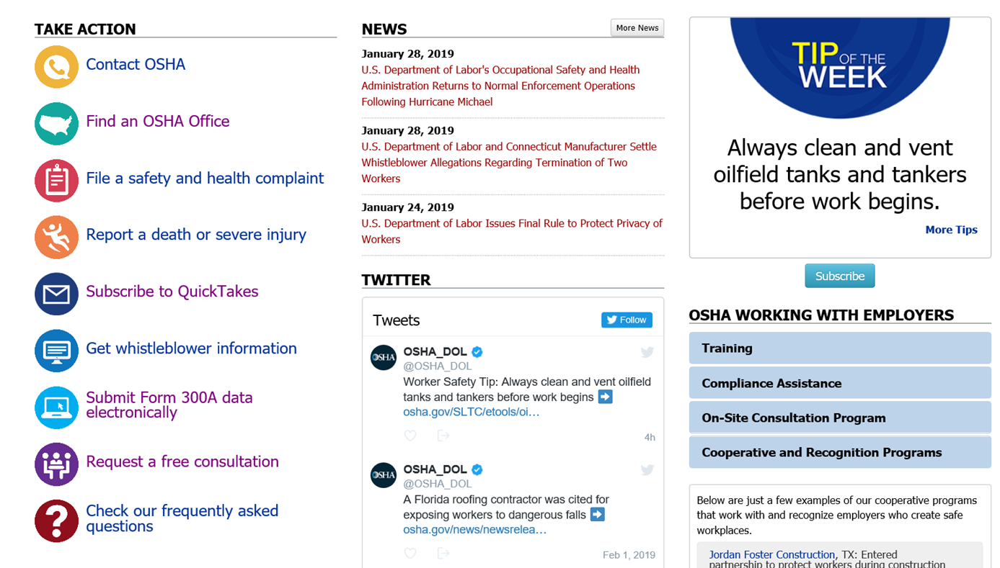 TAKE ACTION
Contact OSHA
Find an OSHA Office
File a safety and health complaint
Report a death or severe injury
Subscribe to QuickTakes
Get whistleblower information
Submit Form 300A data
electronically
Request a free consultation
Check our frequently asked
questions
NEWS
More News
January 28, 2019
U.S. Department of Labor's Occupational Safety and Health
Administration Returns to Normal Enforcement Operations
Following Hurricane Michael
January 28, 2019
U.S. Department of Labor and Connecticut Manufacturer Settle
Whistleblower Allegations Regarding Termination of Two
Workers
January 24, 2019
U.S. Department of Labor Issues Final Rule to Protect Privacy of
Workers
TWITTER
Tweets
Follow
OSHA
OSHA_DOL
@OSHA_DOL
Worker Safety Tip: Always clean and vent oilfield
tanks and tankers before work begins ➡
osha.gov/SLTC/etools/oi…
4h
OSHA
OSHA_DOL
@OSHA_DOL
A Florida roofing contractor was cited for
exposing workers to dangerous falls ➡
osha.gov/news/newsrelea…
Feb 1, 2019
TIP OF THE
WEEK
Always clean and vent
oilfield tanks and tankers
before work begins.
More Tips
Subscribe
OSHA WORKING WITH EMPLOYERS
Training
Compliance Assistance
On-Site Consultation Program
Cooperative and Recognition Programs
Below are just a few examples of our cooperative programs
that work with and recognize employers who create safe
workplaces.
Jordan Foster Construction, TX: Entered
partnership to protect workers during construction